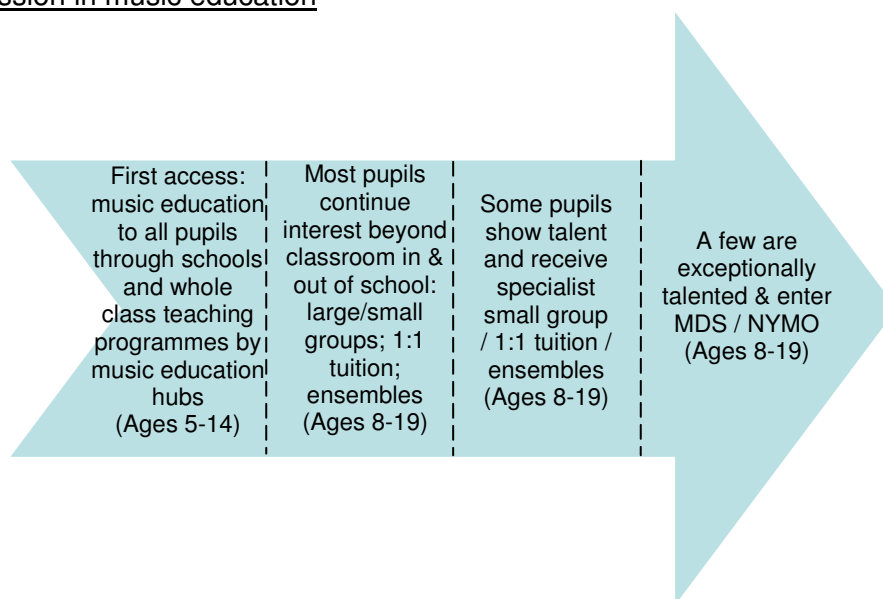 ssion in music education
First access:
music education
to all pupils
through schools
and whole
class teaching
programmes by
music education
hubs
(Ages 5-14)
Most pupils
continue
interest beyond
classroom in &
out of school:
large/small
groups; 1:1
tuition;
ensembles
(Ages 8-19)
Some pupils
show talent
and receive
specialist
small group
/ 1:1 tuition /
ensembles
(Ages 8-19)
A few are
exceptionally
talented & enter
MDS / NYMO
(Ages 8-19)